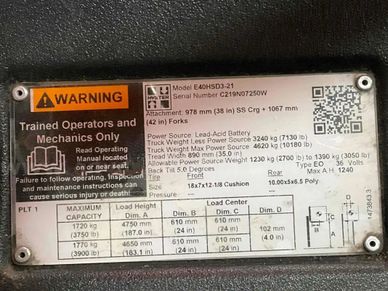 WARNING
Trained Operators and
Mechanics Only
Read Operating
Manual located
on or near seat.
Failure to follow operating and
maintenance instructions can
cause serious injury or death!
HYSTER
Model E40HSD3-21
Serial Number C219N07250W
Attachment: 978 mm (38 in) SS Crg + 1067 mm
(42 in) Forks
Power Source: Lead-Acid Battery
Truck Weight Less Power Source 3240 kg (7130 lb)
Truck Weight Max Power Source 4620 kg (10180 lb)
Tread Width 890 mm (35.0 in)
Allowable Power Source Weight 1230 kg (2700 lb) to 1390 kg (3050 lb)
Back Tilt 5.0 Degrees Type EO 36 Volts
Front Rear Max A.H. 1240
Size 18x7x12-1/8 Cushion 10.00x5x6.5 Poly
PLT 1
MAXIMUM CAPACITY
Load Height Dim. A
Load Center
Dim. B Dim. C Dim. D
1720 kg (3750 lb) 4750 mm (187.0 in) 610 mm (24 in) 610 mm (24 in) 102 mm (4.0 in)
1770 kg (3900 lb) 4650 mm (183.1 in) 610 mm (24 in) 610 mm (24 in)